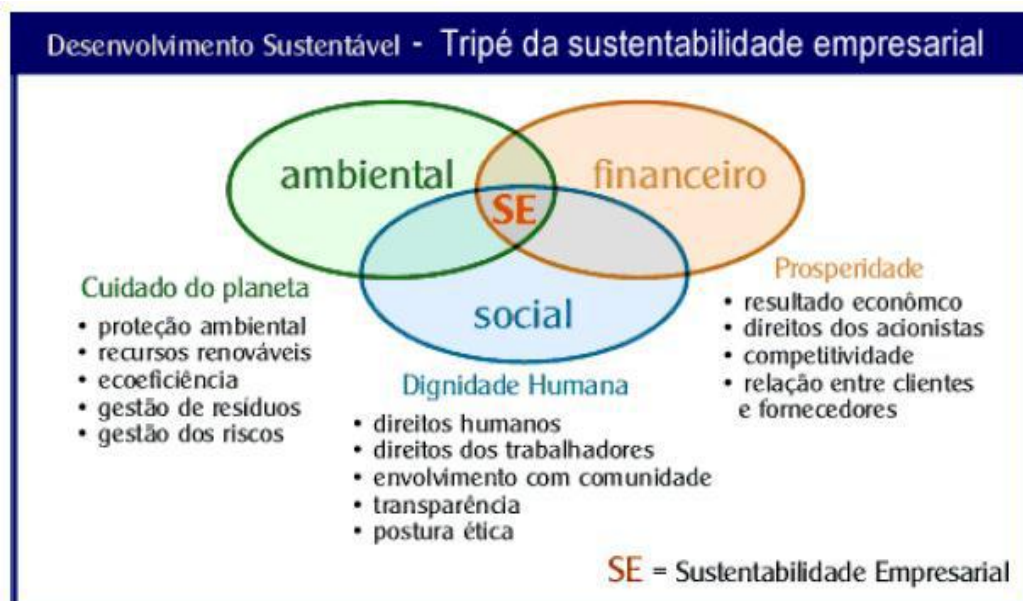 Desenvolvimento Sustentável - Tripé da sustentabilidade empresarial
ambiental
financeiro
SE
social
Cuidado do planeta
• proteção ambiental
• recursos renováveis
• ecoeficiência
• gestão de resíduos
• gestão dos riscos
Dignidade Humana
• direitos humanos
• direitos dos trabalhadores
• envolvimento com comunidade
• transparência
• postura ética
Prosperidade
• resultado econômco
• direitos dos acionistas
• competitividade
• relação entre clientes
e fornecedores
SE = Sustentabilidade Empresarial